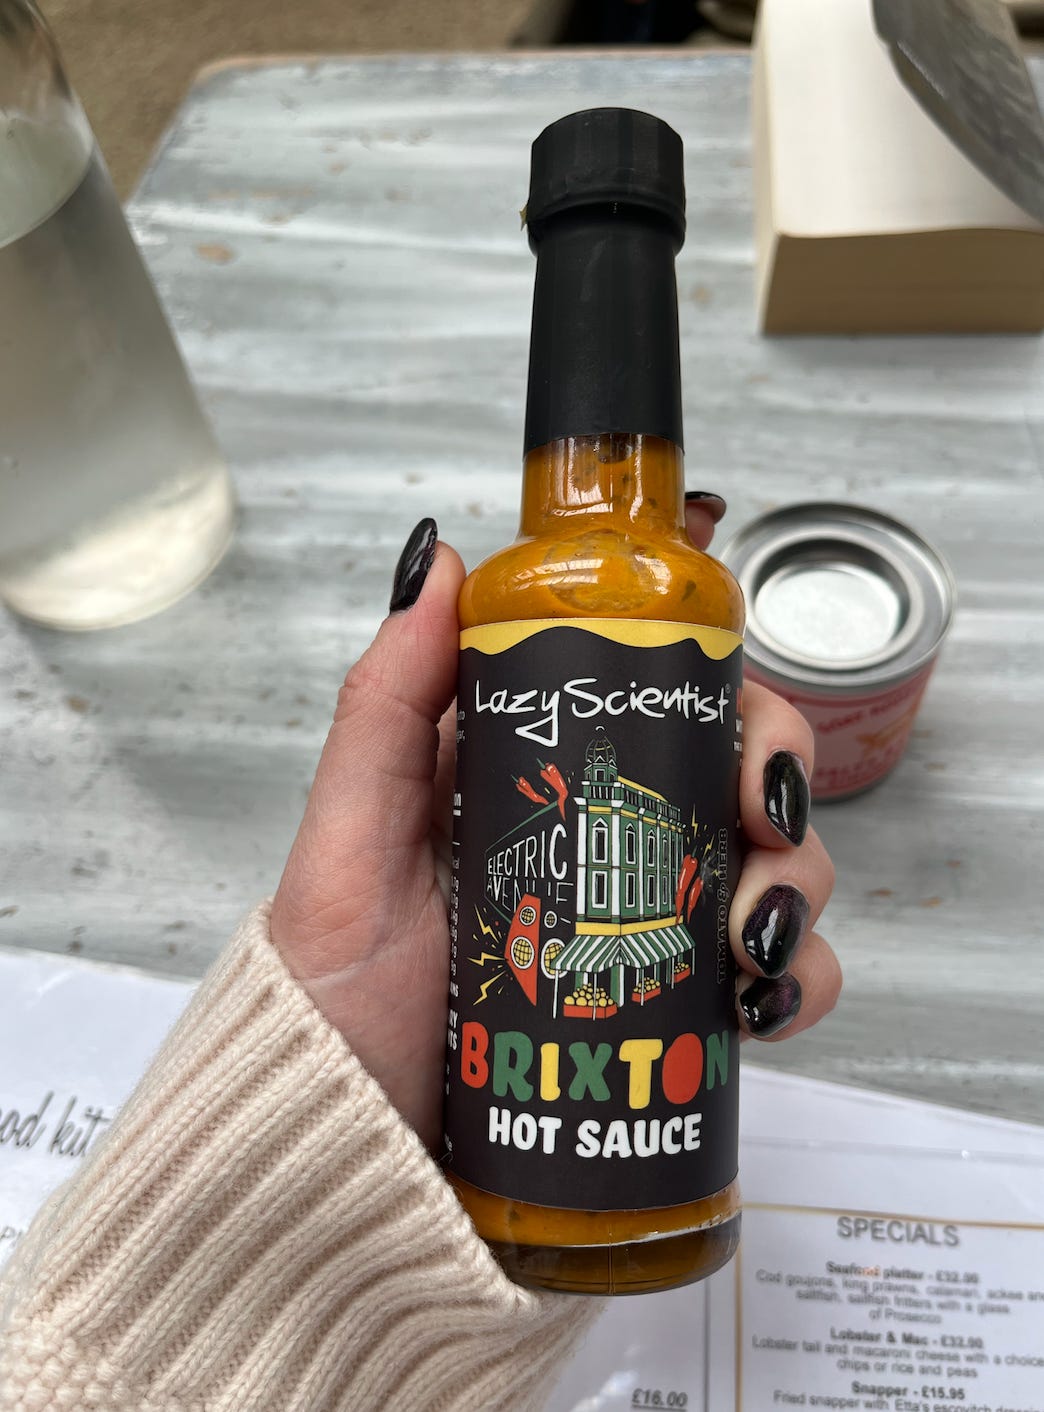 Lazy Scientist®
ELECTRIC
AVENUE
TOMATO & HERB
BRIXTON
HOT SAUCE
SPECIALS
Seafood platter - £32.00
Cod goujons, king prawns, calamari, ackee and
saltfish, saltfish fritters with a glass
of Prosecco
Lobster & Mac - £32.00
Lobster tail and macaroni cheese with a choice
chips or rice and peas
Snapper - £15.95
Fried snapper with Etta's escovitch dressing
£16.00